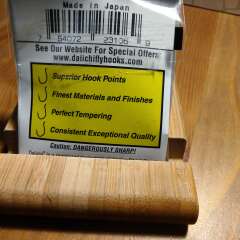 Made in Japan
7 54072 23106 9
See Our Website For Special Offers
www.daiichiflyhooks.com
Superior Hook Points
Finest Materials and Finishes
Perfect Tempering
Consistent Exceptional Quality
Caution: DANGEROUSLY SHARP!